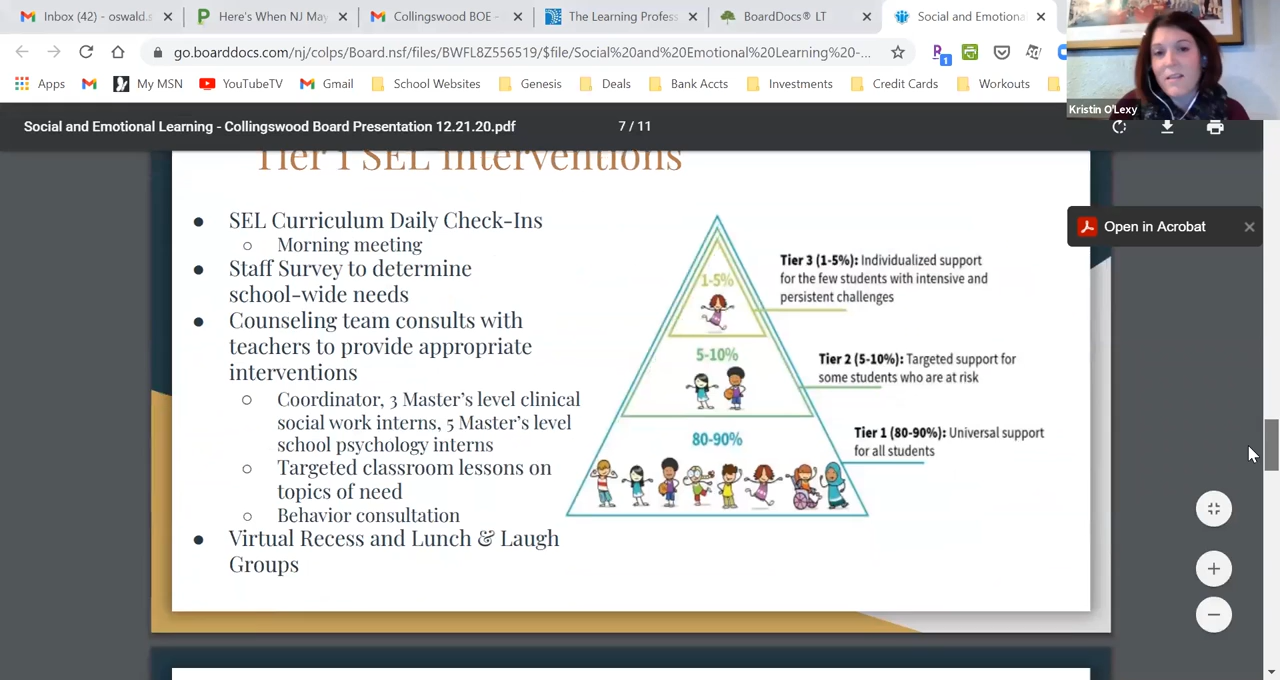 Inbox (42) - oswald.s
Here's When NJ May
Collingswood BOE -
The Learning Profess
BoardDocs® LT
Social and Emotiona
go.boarddocs.com/nj/colps/Board.nsf/files/BWFL8Z556519/$file/Social%20and%20Emotional%20Learning%20-...
Apps
My MSN
YouTubeTV
Gmail
School Websites
Genesis
Deals
Bank Accts
Investments
Credit Cards
Workouts
Kristin O'Lexy
Social and Emotional Learning - Collingswood Board Presentation 12.21.20.pdf
7 / 11
Open in Acrobat
Tier 1 SEL Interventions
SEL Curriculum Daily Check-Ins
Morning meeting
Staff Survey to determine
school-wide needs
Counseling team consults with
teachers to provide appropriate
interventions
Coordinator, 3 Master's level clinical
social work interns, 5 Master's level
school psychology interns
Targeted classroom lessons on
topics of need
Behavior consultation
Virtual Recess and Lunch & Laugh
Groups
1-5%
Tier 3 (1-5%): Individualized support
for the few students with intensive and
persistent challenges
5-10%
Tier 2 (5-10%): Targeted support for
some students who are at risk
80-90%
Tier 1 (80-90%): Universal support
for all students